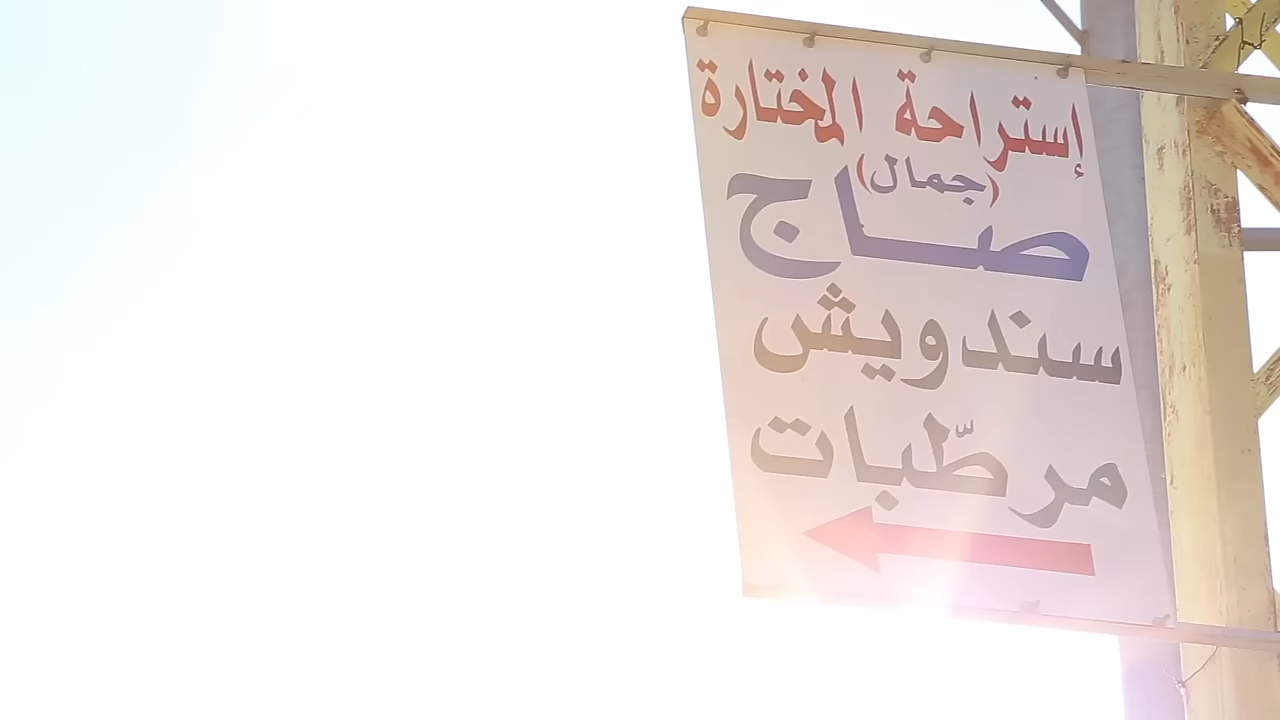 إستراحة المختارة
(جمال)
صاج
سندويش
مرطّبات